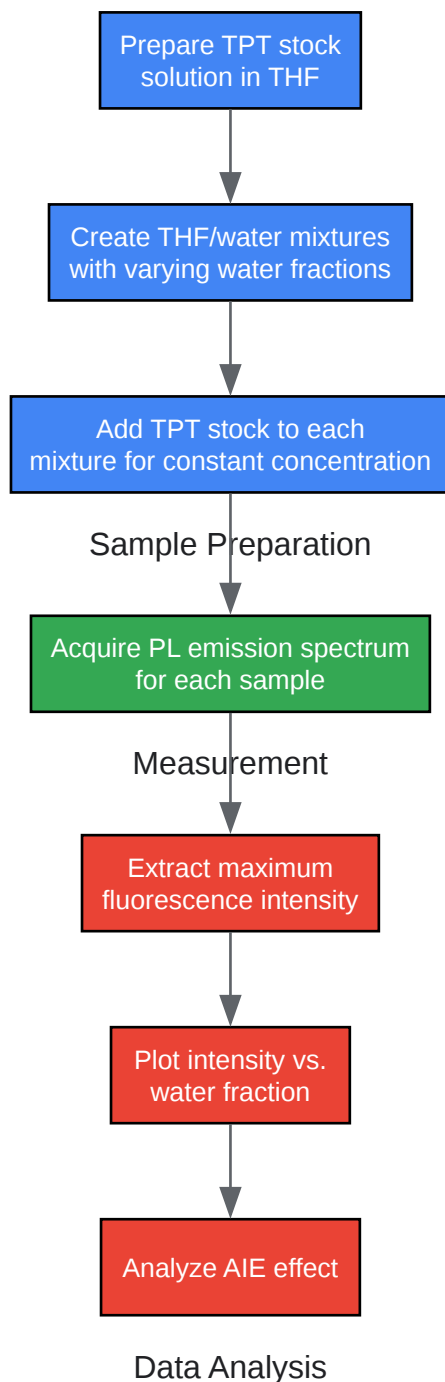 Prepare TPT stock
solution in THF
Create THF/water mixtures
with varying water fractions
Add TPT stock to each
mixture for constant concentration
Sample Preparation
Acquire PL emission spectrum
for each sample
Measurement
Extract maximum
fluorescence intensity
Plot intensity vs.
water fraction
Analyze AIE effect
Data Analysis